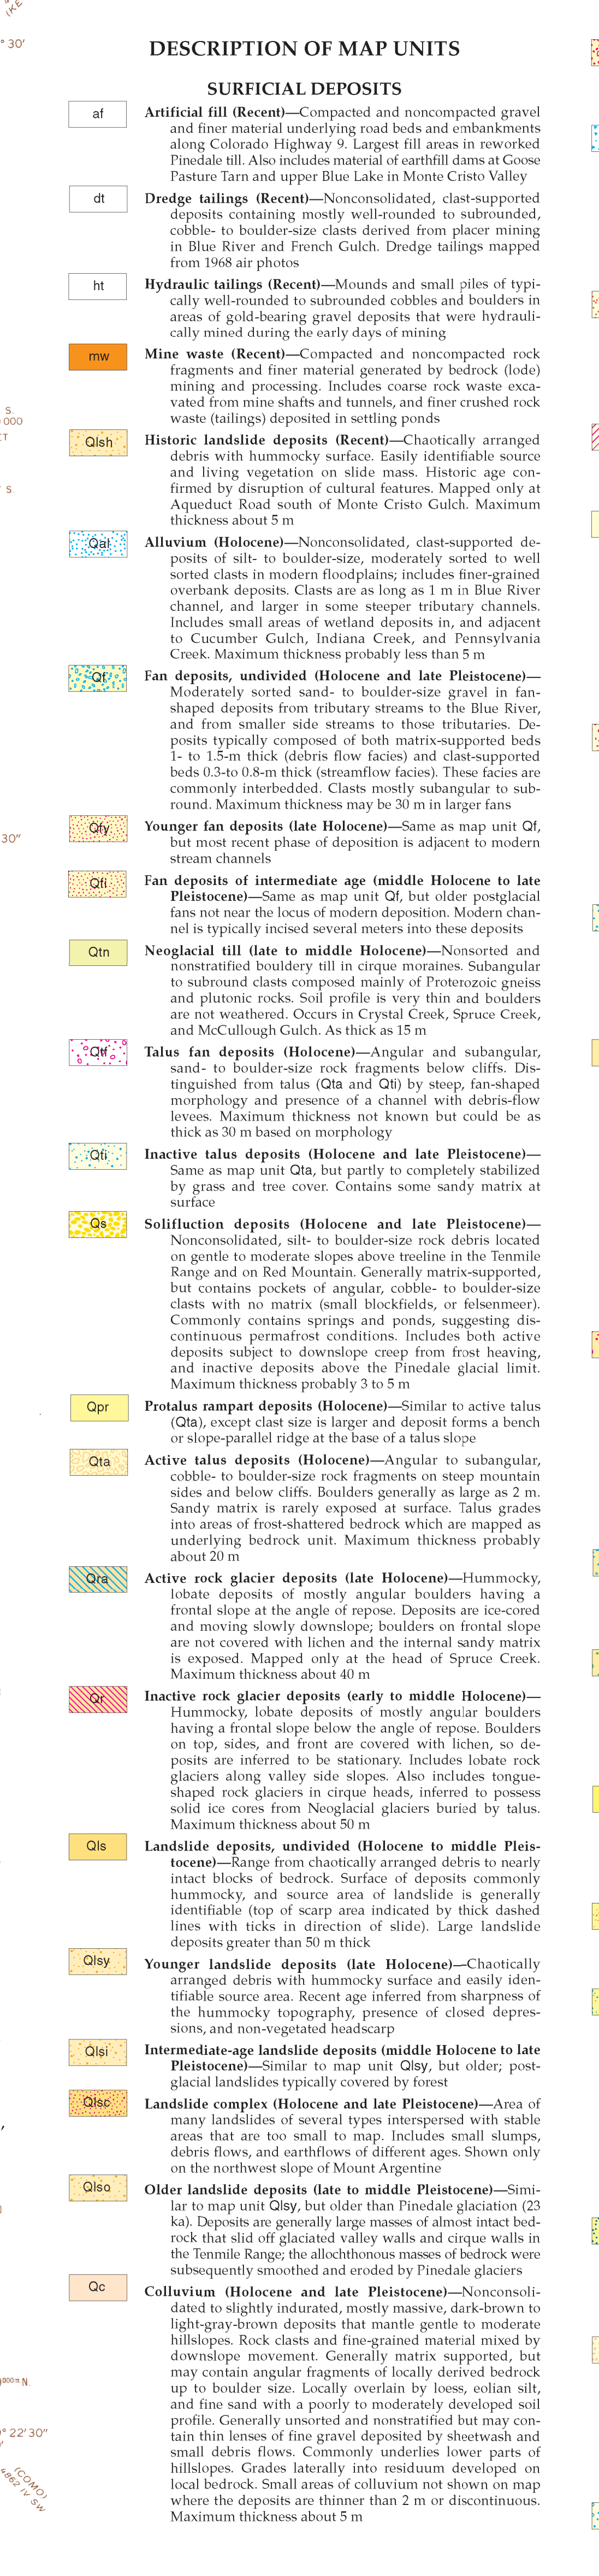 (KE
° 30′
DESCRIPTION OF MAP UNITS
SURFICIAL DEPOSITS
af
Artificial fill (Recent)—Compacted and noncompacted gravel
and finer material underlying road beds and embankments
along Colorado Highway 9. Largest fill areas in reworked
Pinedale till. Also includes material of earthfill dams at Goose
Pasture Tarn and upper Blue Lake in Monte Cristo Valley
dt
Dredge tailings (Recent)—Nonconsolidated, clast-supported
deposits containing mostly well-rounded to subrounded,
cobble- to boulder-size clasts derived from placer mining
in Blue River and French Gulch. Dredge tailings mapped
from 1968 air photos
ht
Hydraulic tailings (Recent)—Mounds and small piles of typi-
cally well-rounded to subrounded cobbles and boulders in
areas of gold-bearing gravel deposits that were hydrauli-
cally mined during the early days of mining
mw
Mine waste (Recent)—Compacted and noncompacted rock
fragments and finer material generated by bedrock (lode)
mining and processing. Includes coarse rock waste exca-
vated from mine shafts and tunnels, and finer crushed rock
waste (tailings) deposited in settling ponds
S.
000
CT
Qlsh
Historic landslide deposits (Recent)—Chaotically arranged
debris with hummocky surface. Easily identifiable source
and living vegetation on slide mass. Historic age con-
firmed by disruption of cultural features. Mapped only at
Aqueduct Road south of Monte Cristo Gulch. Maximum
thickness about 5 m
S.
Qal
Alluvium (Holocene)—Nonconsolidated, clast-supported de-
posits of silt- to boulder-size, moderately sorted to well
sorted clasts in modern floodplains; includes finer-grained
overbank deposits. Clasts are as long as 1 m in Blue River
channel, and larger in some steeper tributary channels.
Includes small areas of wetland deposits in, and adjacent
to Cucumber Gulch, Indiana Creek, and Pennsylvania
Creek. Maximum thickness probably less than 5 m
Qf
Fan deposits, undivided (Holocene and late Pleistocene)—
Moderately sorted sand- to boulder-size gravel in fan-
shaped deposits from tributary streams to the Blue River,
and from smaller side streams to those tributaries. De-
posits typically composed of both matrix-supported beds
1- to 1.5-m thick (debris flow facies) and clast-supported
beds 0.3-to 0.8-m thick (streamflow facies). These facies are
commonly interbedded. Clasts mostly subangular to sub-
round. Maximum thickness may be 30 m in larger fans
Qfy
Younger fan deposits (late Holocene)—Same as map unit Qf,
but most recent phase of deposition is adjacent to modern
stream channels
30″
Qfi
Fan deposits of intermediate age (middle Holocene to late
Pleistocene)—Same as map unit Qf, but older postglacial
fans not near the locus of modern deposition. Modern chan-
nel is typically incised several meters into these deposits
Qtn
Neoglacial till (late to middle Holocene)—Nonsorted and
nonstratified bouldery till in cirque moraines. Subangular
to subround clasts composed mainly of Proterozoic gneiss
and plutonic rocks. Soil profile is very thin and boulders
are not weathered. Occurs in Crystal Creek, Spruce Creek,
and McCullough Gulch. As thick as 15 m
Qtf
Talus fan deposits (Holocene)—Angular and subangular,
sand- to boulder-size rock fragments below cliffs. Dis-
tinguished from talus (Qta and Qti) by steep, fan-shaped
morphology and presence of a channel with debris-flow
levees. Maximum thickness not known but could be as
thick as 30 m based on morphology
Qti
Inactive talus deposits (Holocene and late Pleistocene)—
Same as map unit Qta, but partly to completely stabilized
by grass and tree cover. Contains some sandy matrix at
surface
Qs
Solifluction deposits (Holocene and late Pleistocene)—
Nonconsolidated, silt- to boulder-size rock debris located
on gentle to moderate slopes above treeline in the Tenmile
Range and on Red Mountain. Generally matrix-supported,
but contains pockets of angular, cobble- to boulder-size
clasts with no matrix (small blockfields, or felsenmeer).
Commonly contains springs and ponds, suggesting dis-
continuous permafrost conditions. Includes both active
deposits subject to downslope creep from frost heaving,
and inactive deposits above the Pinedale glacial limit.
Maximum thickness probably 3 to 5 m
Qpr
Protalus rampart deposits (Holocene)—Similar to active talus
(Qta), except clast size is larger and deposit forms a bench
or slope-parallel ridge at the base of a talus slope
Qta
Active talus deposits (Holocene)—Angular to subangular,
cobble- to boulder-size rock fragments on steep mountain
sides and below cliffs. Boulders generally as large as 2 m.
Sandy matrix is rarely exposed at surface. Talus grades
into areas of frost-shattered bedrock which are mapped as
underlying bedrock unit. Maximum thickness probably
about 20 m
Qra
Active rock glacier deposits (late Holocene)—Hummocky,
lobate deposits of mostly angular boulders having a
frontal slope at the angle of repose. Deposits are ice-cored
and moving slowly downslope; boulders on frontal slope
are not covered with lichen and the internal sandy matrix
is exposed. Mapped only at the head of Spruce Creek.
Maximum thickness about 40 m
Qr
Inactive rock glacier deposits (early to middle Holocene)—
Hummocky, lobate deposits of mostly angular boulders
having a frontal slope below the angle of repose. Boulders
on top, sides, and front are covered with lichen, so de-
posits are inferred to be stationary. Includes lobate rock
glaciers along valley side slopes. Also includes tongue-
shaped rock glaciers in cirque heads, inferred to possess
solid ice cores from Neoglacial glaciers buried by talus.
Maximum thickness about 50 m
Qls
Landslide deposits, undivided (Holocene to middle Pleis-
tocene)—Range from chaotically arranged debris to nearly
intact blocks of bedrock. Surface of deposits commonly
hummocky, and source area of landslide is generally
identifiable (top of scarp area indicated by thick dashed
lines with ticks in direction of slide). Large landslide
deposits greater than 50 m thick
Qlsy
Younger landslide deposits (late Holocene)—Chaotically
arranged debris with hummocky surface and easily iden-
tifiable source area. Recent age inferred from sharpness of
the hummocky topography, presence of closed depres-
sions, and non-vegetated headscarp
Qlsi
Intermediate-age landslide deposits (middle Holocene to late
Pleistocene)—Similar to map unit Qlsy, but older; post-
glacial landslides typically covered by forest
Qlsc
Landslide complex (Holocene and late Pleistocene)—Area of
many landslides of several types interspersed with stable
areas that are too small to map. Includes small slumps,
debris flows, and earthflows of different ages. Shown only
on the northwest slope of Mount Argentine
Qlso
Older landslide deposits (late to middle Pleistocene)—Simi-
lar to map unit Qlsy, but older than Pinedale glaciation (23
ka). Deposits are generally large masses of almost intact bed-
rock that slid off glaciated valley walls and cirque walls in
the Tenmile Range; the allochthonous masses of bedrock were
subsequently smoothed and eroded by Pinedale glaciers
Qc
Colluvium (Holocene and late Pleistocene)—Nonconsoli-
dated to slightly indurated, mostly massive, dark-brown to
light-gray-brown deposits that mantle gentle to moderate
hillslopes. Rock clasts and fine-grained material mixed by
downslope movement. Generally matrix supported, but
may contain angular fragments of locally derived bedrock
up to boulder size. Locally overlain by loess, eolian silt,
and fine sand with a poorly to moderately developed soil
profile. Generally unsorted and nonstratified but may con-
tain thin lenses of fine gravel deposited by sheetwash and
small debris flows. Commonly underlies lower parts of
hillslopes. Grades laterally into residuum developed on
local bedrock. Small areas of colluvium not shown on map
where the deposits are thinner than 2 m or discontinuous.
Maximum thickness about 5 m
000m N.
° 22′ 30″
(COMO)
4862 IV SW